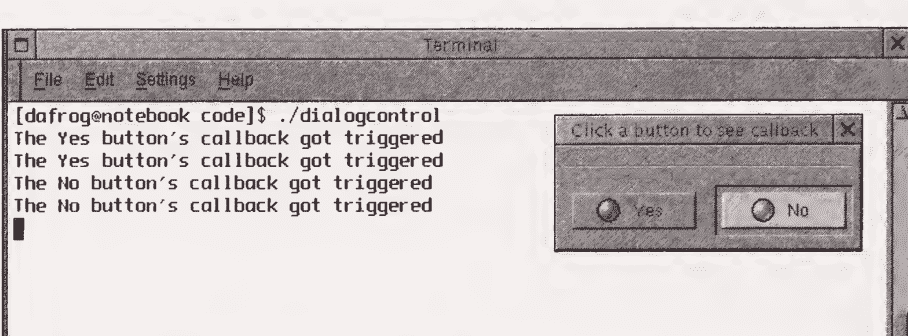 Terminal
File Edit Settings Help
[dafrog@notebook code]$ ./dialogcontrol
The Yes button's callback got triggered
The Yes button's callback got triggered
The No button's callback got triggered
The No button's callback got triggered
Click a button to see callback
Yes No